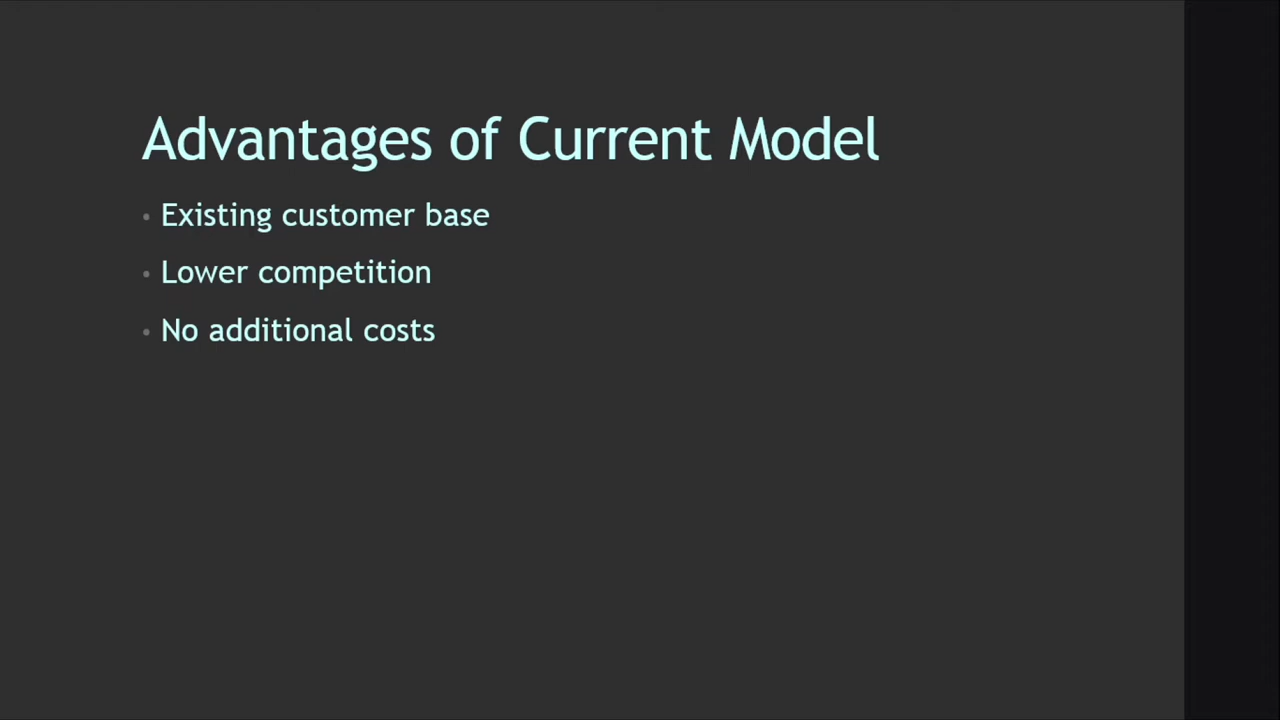 Advantages of Current Model
• Existing customer base
• Lower competition
• No additional costs